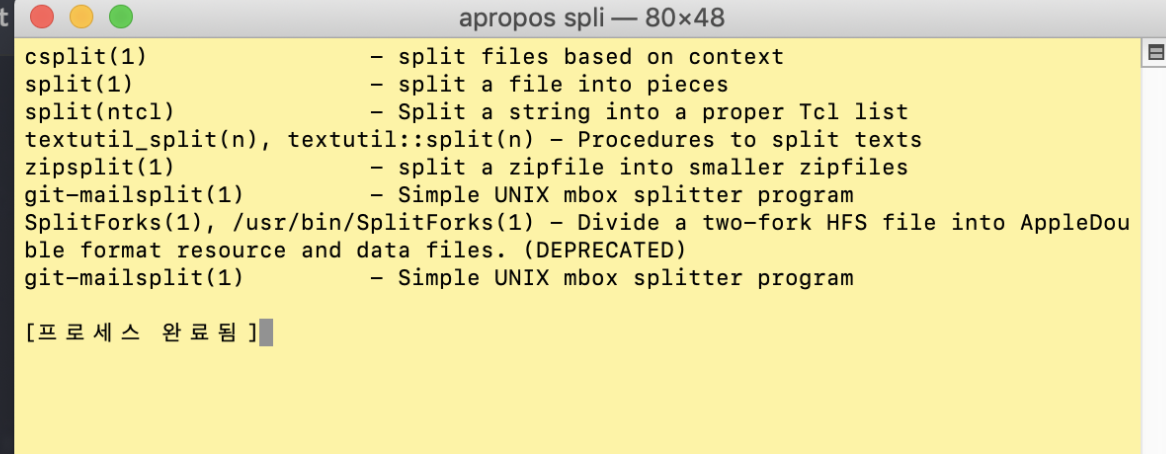 t
apropos spli — 80×48
csplit(1)                – split files based on context
split(1)                 – split a file into pieces
split(ntcl)              – Split a string into a proper Tcl list
textutil_split(n), textutil::split(n) – Procedures to split texts
zipsplit(1)              – split a zipfile into smaller zipfiles
git-mailsplit(1)         – Simple UNIX mbox splitter program
SplitForks(1), /usr/bin/SplitForks(1) – Divide a two-fork HFS file into AppleDou
ble format resource and data files. (DEPRECATED)
git-mailsplit(1)         – Simple UNIX mbox splitter program
[프로세스 완료됨]